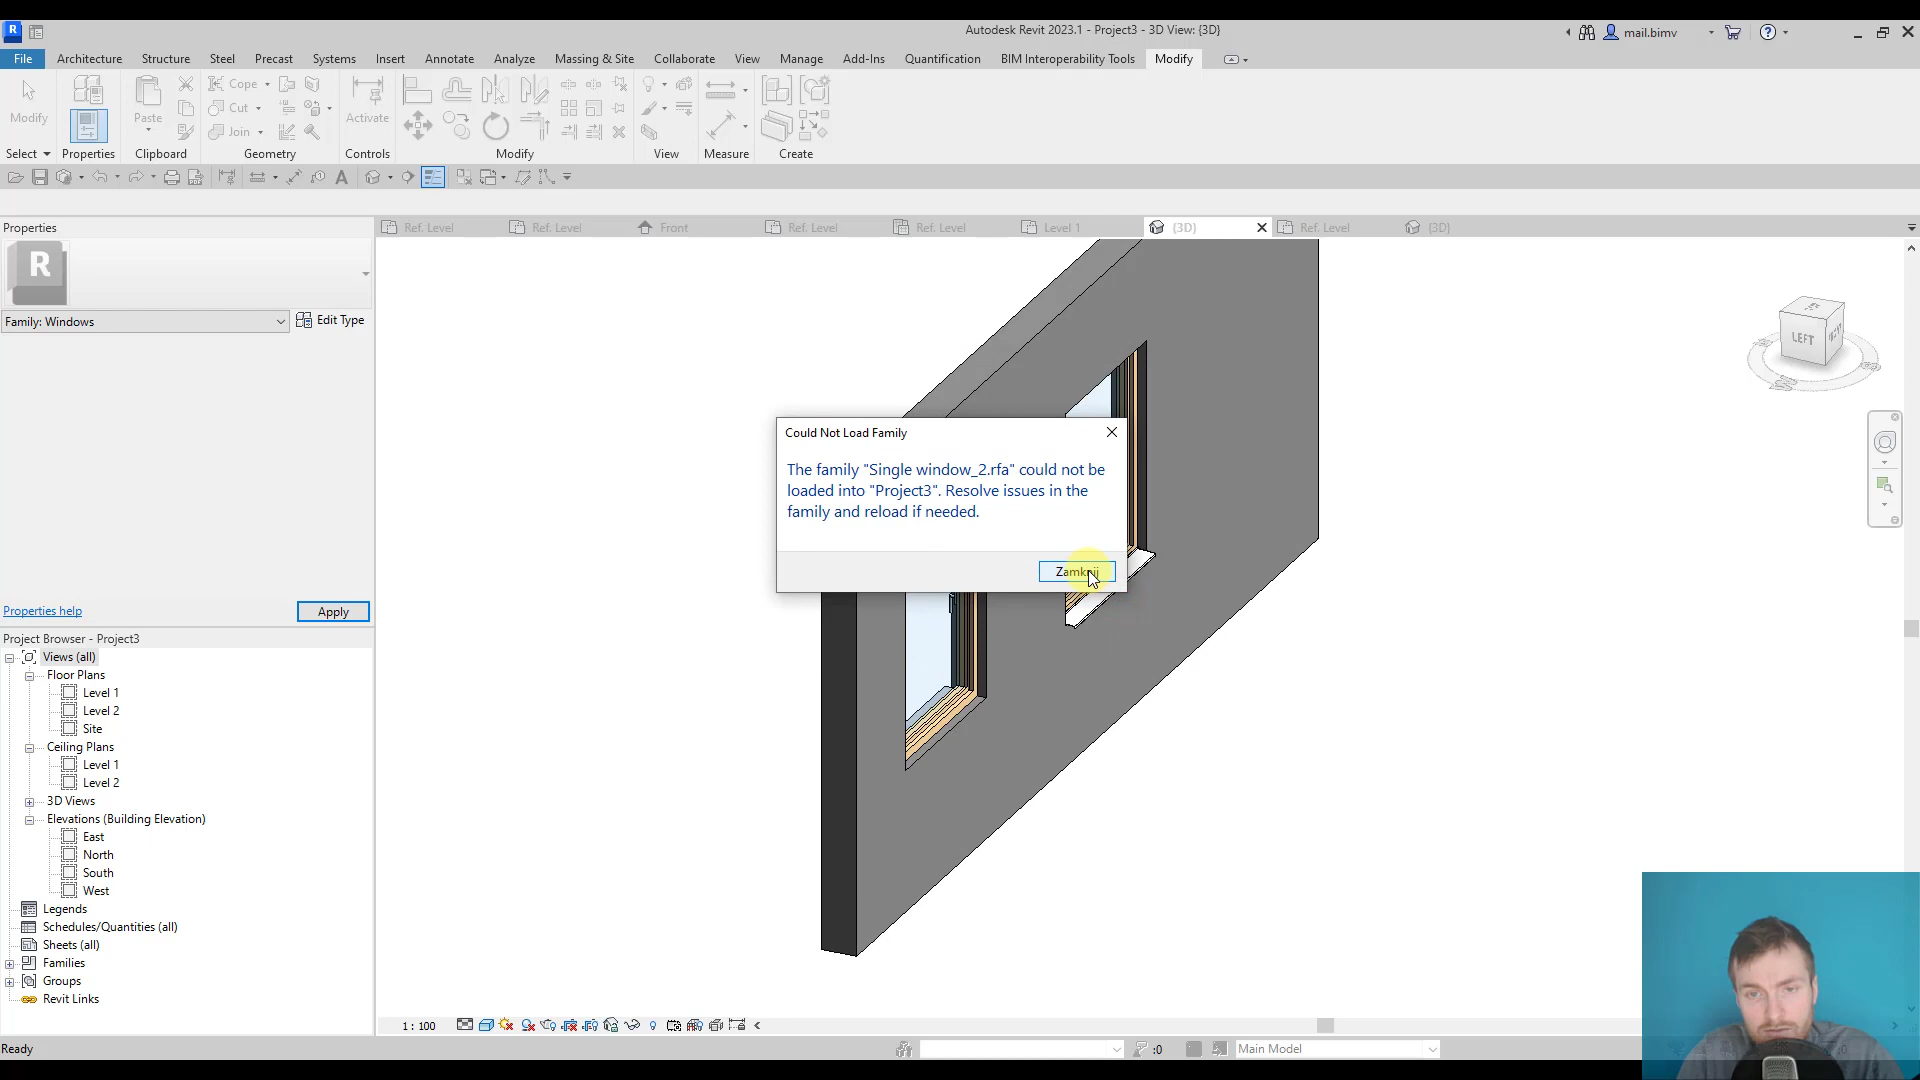 Autodesk Revit 2023.1 - Project3 - 3D View: {3D}
mail.bimv
File Architecture Structure Steel Precast Systems Insert Annotate Analyze Massing & Site Collaborate View Manage Add-Ins Quantification BIM Interoperability Tools Modify
Modify
Paste
Cope
Cut
Join
Activate
Select Properties Clipboard Geometry Controls Modify View Measure Create
Properties
Ref. Level Ref. Level Front Ref. Level Ref. Level Level 1 {3D} Ref. Level {3D}
R
Family: Windows
Edit Type
LEFT
Could Not Load Family
The family "Single window_2.rfa" could not be
loaded into "Project3". Resolve issues in the
family and reload if needed.
Zamknij
Properties help
Apply
Project Browser - Project3
Views (all)
Floor Plans
Level 1
Level 2
Site
Ceiling Plans
Level 1
Level 2
3D Views
Elevations (Building Elevation)
East
North
South
West
Legends
Schedules/Quantities (all)
Sheets (all)
Families
Groups
Revit Links
1 : 100
Ready
:0
Main Model